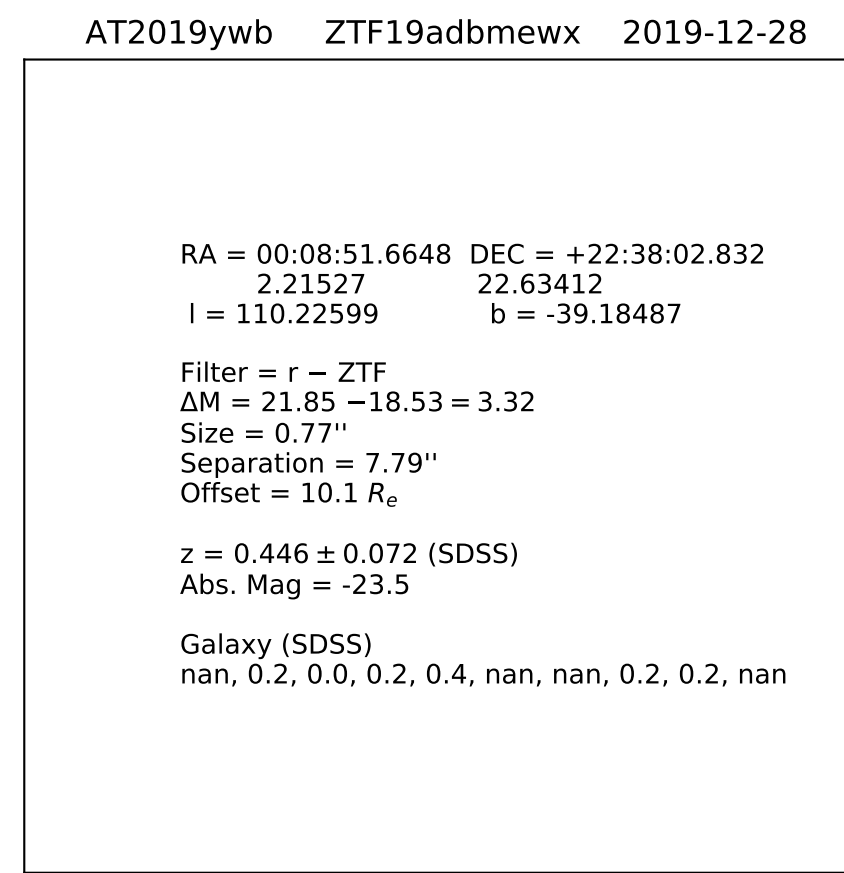 AT2019ywb ZTF19adbmewx 2019-12-28
RA = 00:08:51.6648 DEC = +22:38:02.832
2.21527 22.63412
l = 110.22599 b = -39.18487
Filter = r − ZTF
ΔM = 21.85 −18.53 = 3.32
Size = 0.77''
Separation = 7.79''
Offset = 10.1 Rₑ
z = 0.446 ± 0.072 (SDSS)
Abs. Mag = -23.5
Galaxy (SDSS)
nan, 0.2, 0.0, 0.2, 0.4, nan, nan, 0.2, 0.2, nan